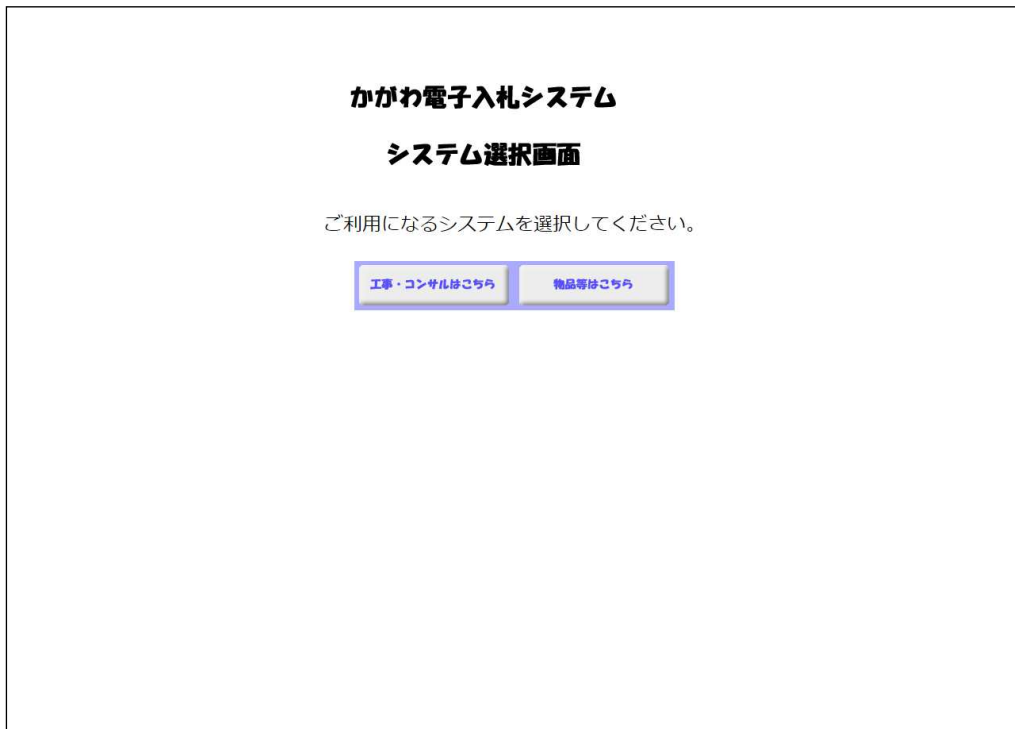 かがわ電子入札システム
システム選択画面
ご利用になるシステムを選択してください。
工事・コンサルはこちら
物品等はこちら